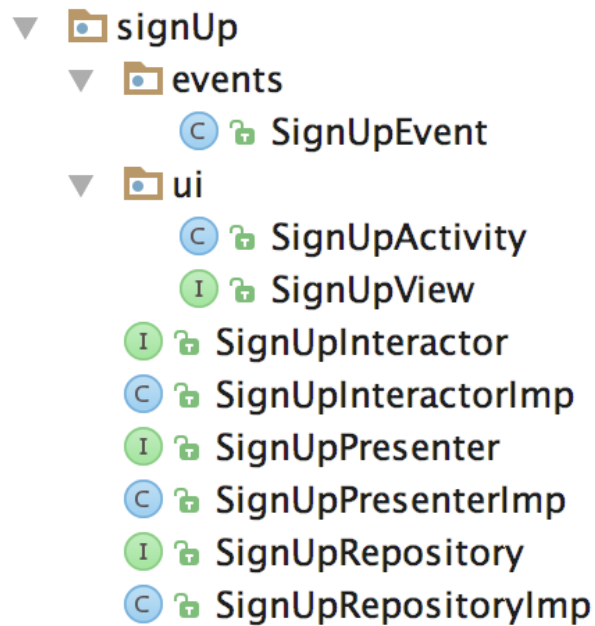 signUp
events
C SignUpEvent
ui
C SignUpActivity
I SignUpView
I SignUpInteractor
C SignUpInteractorImp
I SignUpPresenter
C SignUpPresenterImp
I SignUpRepository
C SignUpRepositoryImp